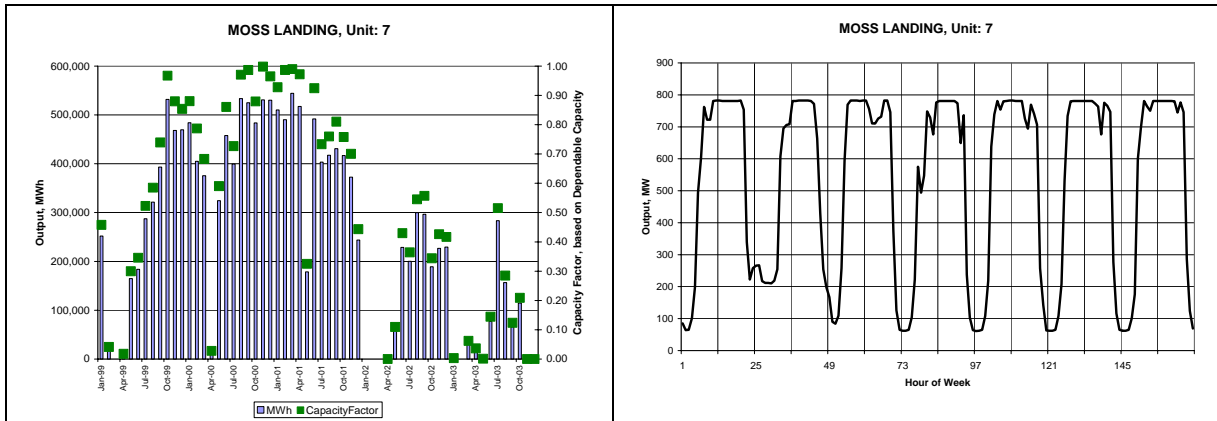 MOSS LANDING, Unit: 7
600,000
500,000
400,000
300,000
200,000
100,000
0
Output, MWh
1.00
0.90
0.80
0.70
0.60
0.50
0.40
0.30
0.20
0.10
0.00
Capacity Factor, based on Dependable Capacity
Jan-99
Apr-99
Jul-99
Oct-99
Jan-00
Apr-00
Jul-00
Oct-00
Jan-01
Apr-01
Jul-01
Oct-01
Jan-02
Apr-02
Jul-02
Oct-02
Jan-03
Apr-03
Jul-03
Oct-03
MWh CapacityFactor
MOSS LANDING, Unit: 7
900
800
700
600
500
400
300
200
100
0
Output, MW
1 25 49 73 97 121 145
Hour of Week